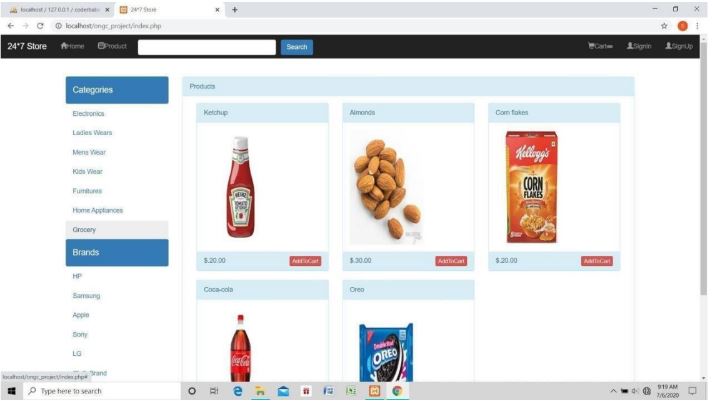 localhost / 127.0.0.1 / coderbaba
24*7 Store
localhost/ongc_project/index.php
24*7 Store
Home
Product
Search
Cart
SignIn
SignUp
Categories
Products
Electronics
Ladies Wears
Mens Wear
Kids Wear
Furnitures
Home Appliances
Grocery
Brands
HP
Samsung
Apple
Sony
LG
Brand
Ketchup
Almonds
Corn flakes
HEINZ
TOMATO
KETCHUP
Kellogg's
CORN
FLAKES
$.20.00
AddToCart
$.30.00
AddToCart
$.20.00
AddToCart
Coca-cola
Oreo
Coca-Cola
Double Stuf
OREO
localhost/ongc_project/index.php#
Type here to search
9:19 AM
7/6/2020